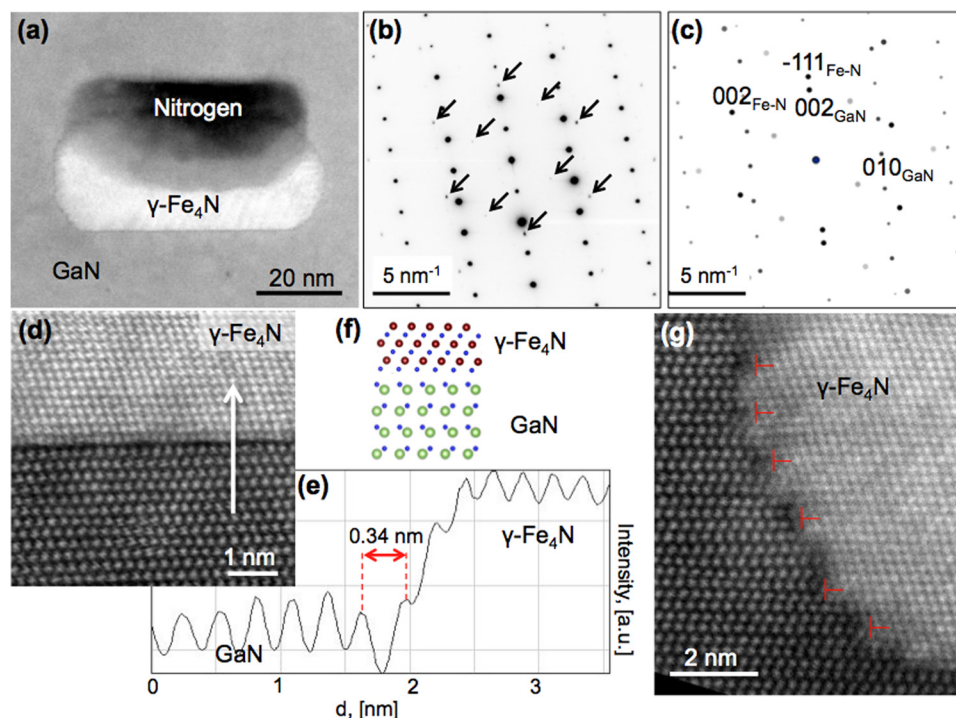 (a)
Nitrogen
γ-Fe₄N
GaN
20 nm
(b)
5 nm⁻¹
(c)
-111Fe-N
002Fe-N
002GaN
010GaN
5 nm⁻¹
(d)
γ-Fe₄N
1 nm
(f)
γ-Fe₄N
GaN
(e)
0.34 nm
γ-Fe₄N
GaN
Intensity, [a.u.]
0 1 2 3
d, [nm]
(g)
γ-Fe₄N
2 nm